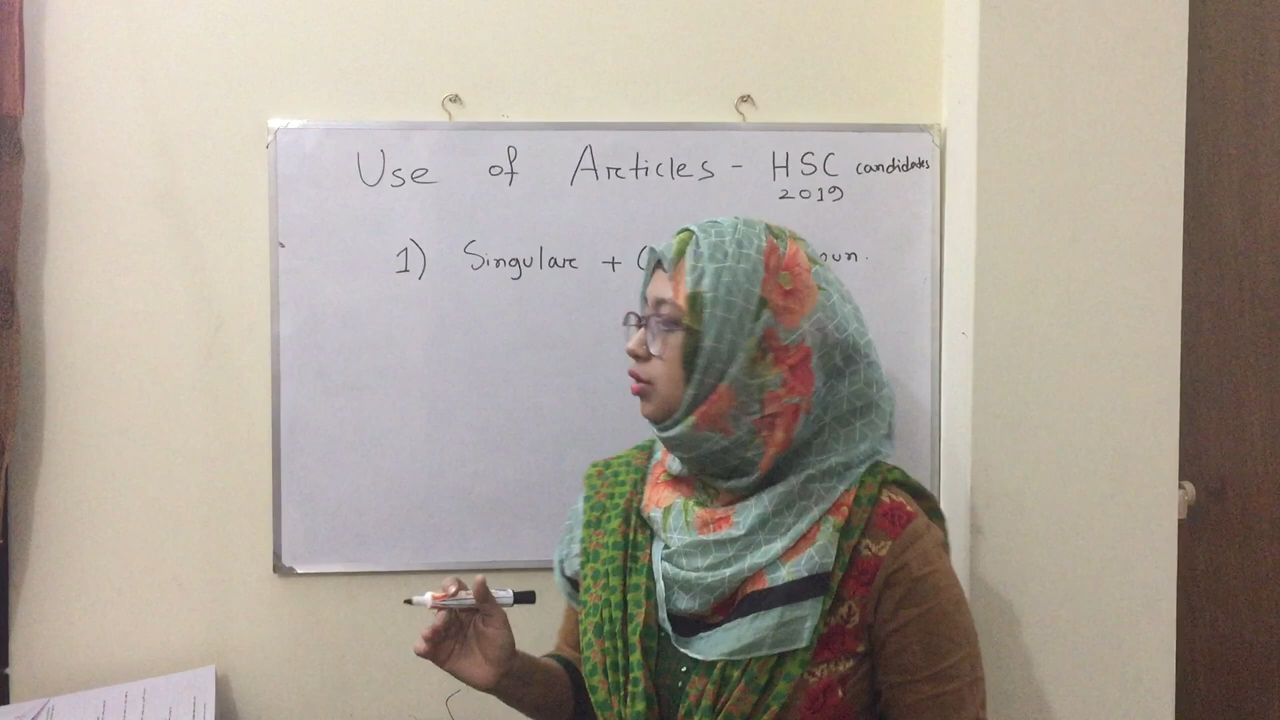 Use of Articles - HSC candidates
2019
1) Singular +